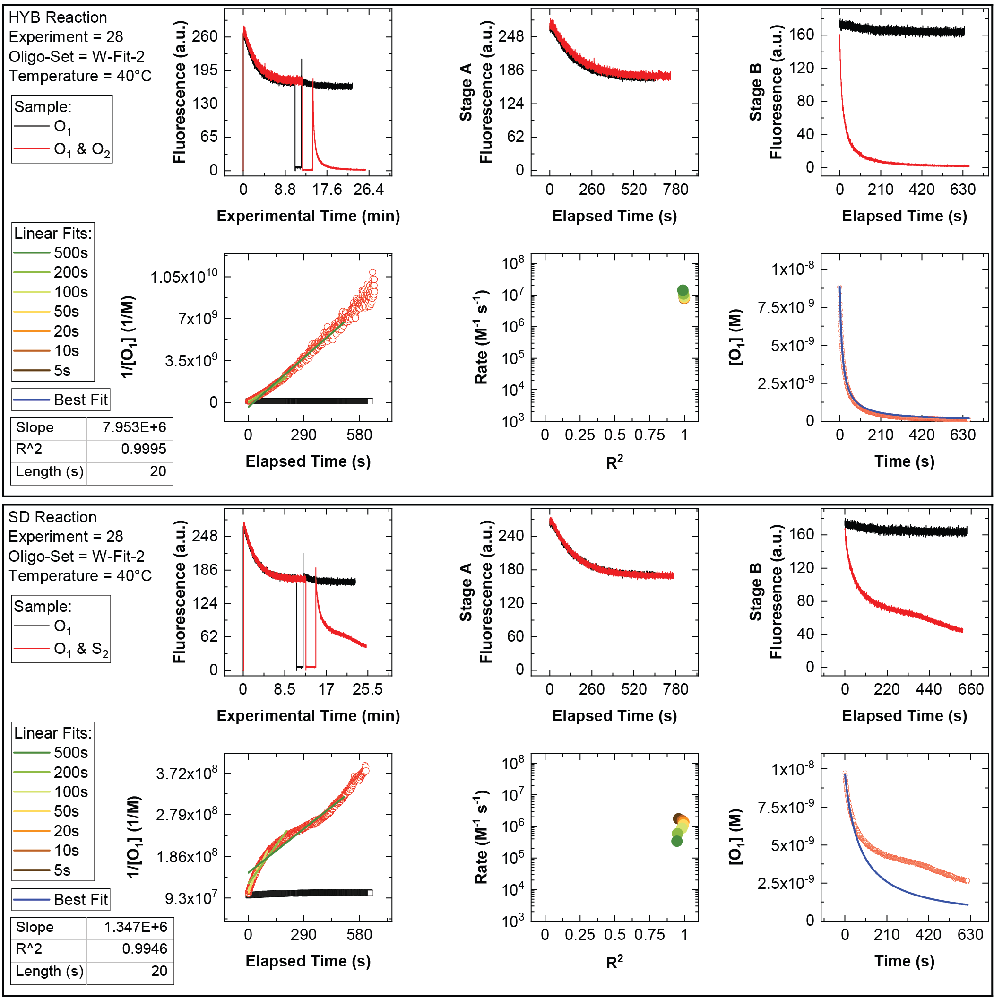 HYB Reaction
Experiment = 28
Oligo-Set = W-Fit-2
Temperature = 40°C
Sample:
O1
O1 & O2
Fluorescence (a.u.)
260
195
130
65
0
0 8.8 17.6 26.4
Experimental Time (min)
Stage A
Fluorescence (a.u.)
248
186
124
62
0
0 260 520 780
Elapsed Time (s)
Stage B
Fluoresence (a.u.)
160
120
80
40
0
0 210 420 630
Elapsed Time (s)
Linear Fits:
500s
200s
100s
50s
20s
10s
5s
Best Fit
Slope 7.953E+6
R^2 0.9995
Length (s) 20
1/[O1] (1/M)
1.05x10^10
7x10^9
3.5x10^9
0
0 290 580
Elapsed Time (s)
Rate (M^-1 s^-1)
10^8
10^7
10^6
10^5
10^4
10^3
0 0.25 0.5 0.75 1
R^2
[O1] (M)
1x10^-8
7.5x10^-9
5x10^-9
2.5x10^-9
0
0 210 420 630
Time (s)
SD Reaction
Experiment = 28
Oligo-Set = W-Fit-2
Temperature = 40°C
Sample:
O1
O1 & S2
Fluorescence (a.u.)
248
186
124
62
0
0 8.5 17 25.5
Experimental Time (min)
Stage A
Fluorescence (a.u.)
240
180
120
60
0
0 260 520 780
Elapsed Time (s)
Stage B
Fluoresence (a.u.)
160
120
80
40
0
0 220 440 660
Elapsed Time (s)
Linear Fits:
500s
200s
100s
50s
20s
10s
5s
Best Fit
Slope 1.347E+6
R^2 0.9946
Length (s) 20
1/[O1] (1/M)
3.72x10^8
2.79x10^8
1.86x10^8
9.3x10^7
0 290 580
Elapsed Time (s)
Rate (M^-1 s^-1)
10^8
10^7
10^6
10^5
10^4
10^3
0 0.25 0.5 0.75 1
R^2
[O1] (M)
1x10^-8
7.5x10^-9
5x10^-9
2.5x10^-9
0
0 210 420 630
Time (s)